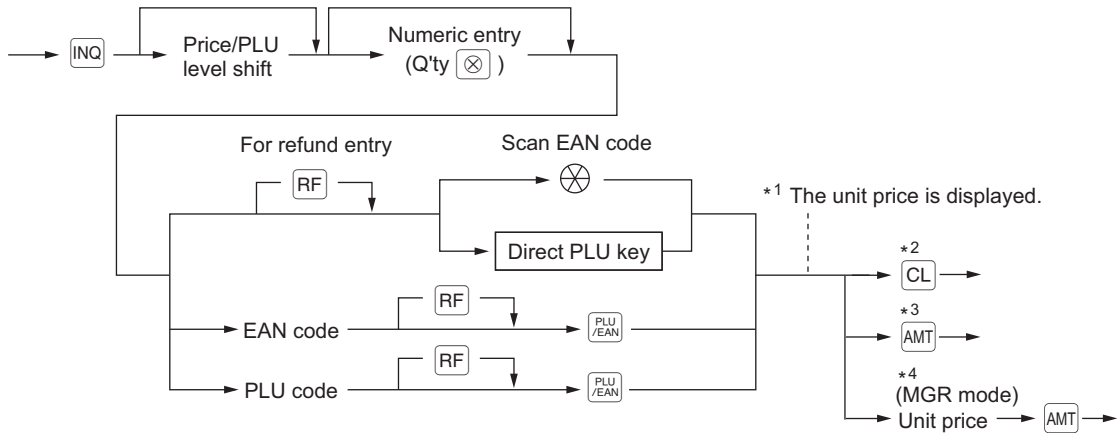 INQ
Price/PLU
level shift
Numeric entry
(Q'ty ⊗ )
For refund entry
RF
Scan EAN code
Direct PLU key
*1 The unit price is displayed.
EAN code
RF
PLU
/EAN
PLU code
RF
PLU
/EAN
*2
CL
*3
AMT
*4
(MGR mode)
Unit price
AMT